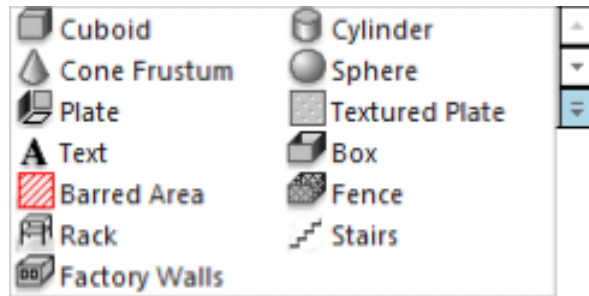 Cuboid Cylinder
Cone Frustum Sphere
Plate Textured Plate
A Text Box
Barred Area Fence
Rack Stairs
Factory Walls